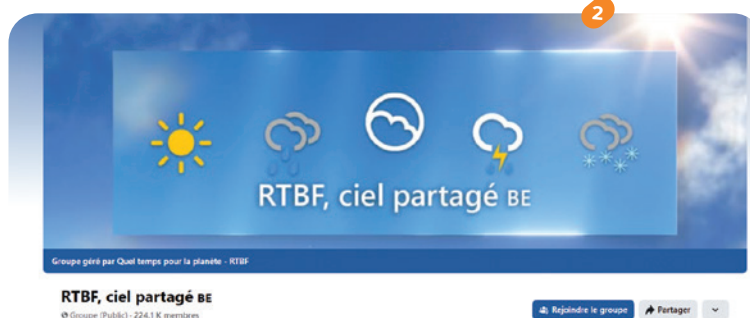 2
RTBF, ciel partagé BE
Groupe géré par Quel temps pour la planète - RTBF
RTBF, ciel partagé BE
Groupe (Public) · 224,1 K membres
Rejoindre le groupe Partager